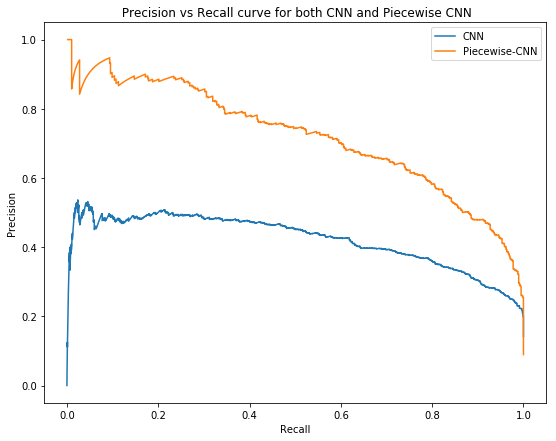 Precision vs Recall curve for both CNN and Piecewise CNN
CNN
Piecewise-CNN
Precision
1.0
0.8
0.6
0.4
0.2
0.0
0.0 0.2 0.4 0.6 0.8 1.0
Recall